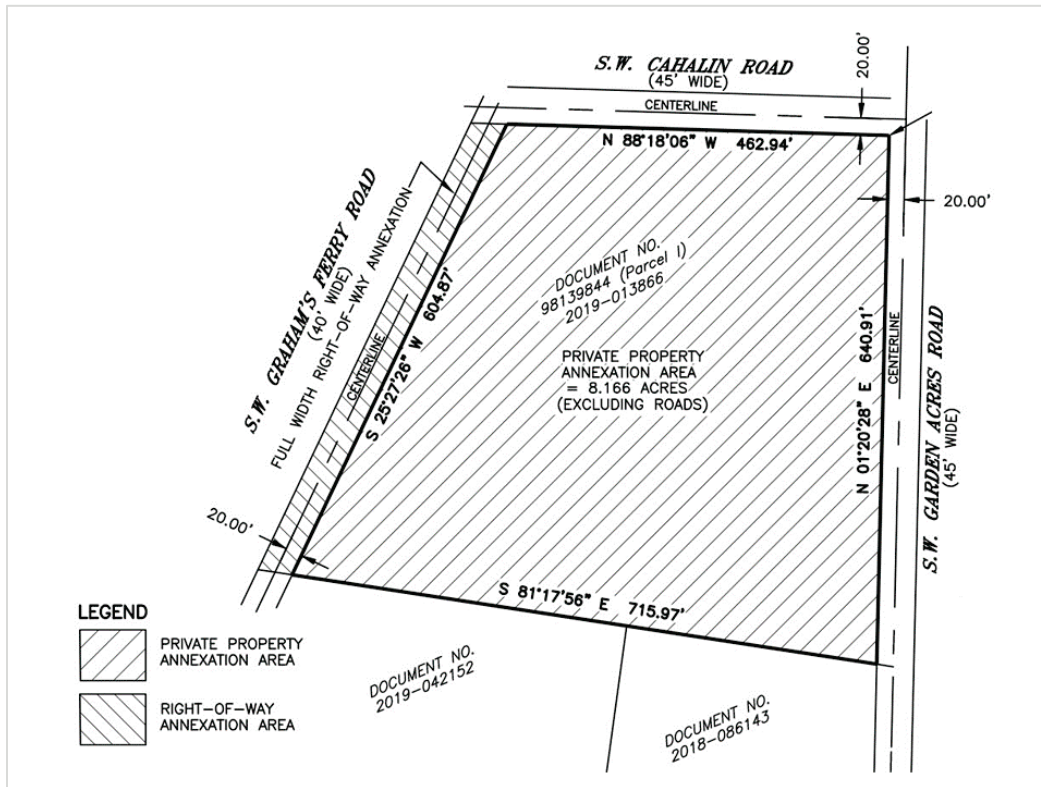 S.W. CAHALIN ROAD
(45' WIDE)
CENTERLINE
20.00'
N 88°18'06" W 462.94'
20.00'
S.W. GRAHAM'S FERRY ROAD
(40' WIDE)
FULL WIDTH RIGHT-OF-WAY ANNEXATION
CENTERLINE
S 25°27'26" W 604.87'
DOCUMENT NO.
98139844 (Parcel I)
2019-013866
PRIVATE PROPERTY
ANNEXATION AREA
= 8.166 ACRES
(EXCLUDING ROADS)
N 01°20'28" E 640.91'
CENTERLINE
S.W. GARDEN ACRES ROAD
(45' WIDE)
20.00'
S 81°17'56" E 715.97'
LEGEND
PRIVATE PROPERTY
ANNEXATION AREA
RIGHT-OF-WAY
ANNEXATION AREA
DOCUMENT NO.
2019-042152
DOCUMENT NO.
2018-086143